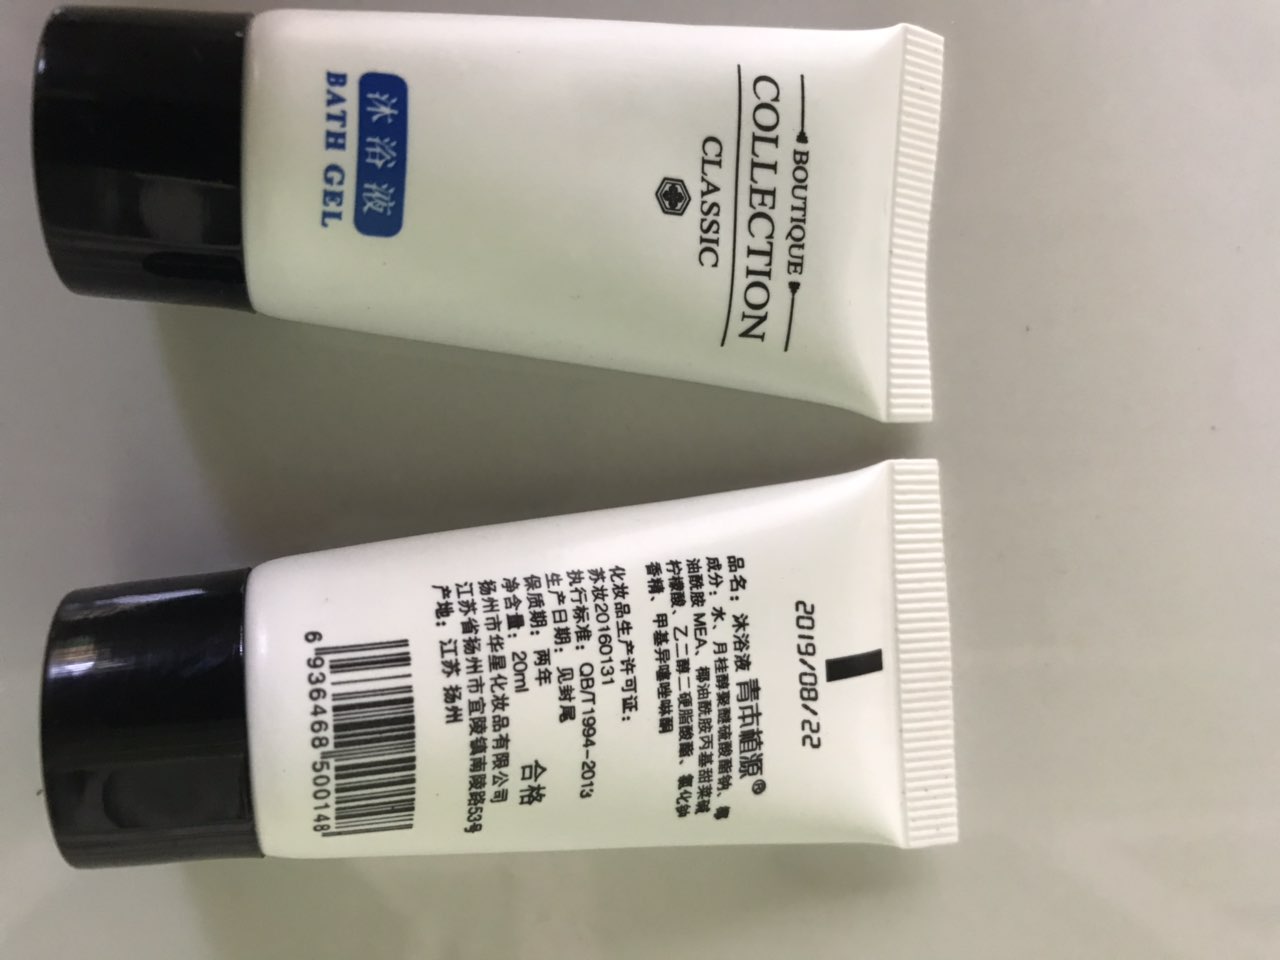 BOUTIQUE
COLLECTION
CLASSIC
沐浴液
BATH GEL
2019/08/22
品名：沐浴液 青本植源®
成分：水、月桂醇聚醚硫酸酯钠、椰
油酰胺 MEA、椰油酰胺丙基甜菜碱
柠檬酸、乙二醇二硬脂酸酯、氯化钠
香精、甲基异噻唑啉酮
化妆品生产许可证：
苏妆20160131
执行标准：QB/T1994-2013
生产日期：见封尾
保质期：两年
净含量：20ml 合格
扬州市华星化妆品有限公司
江苏省扬州市宜陵镇南陵路53号
产地：江苏 扬州
6 936468-500148